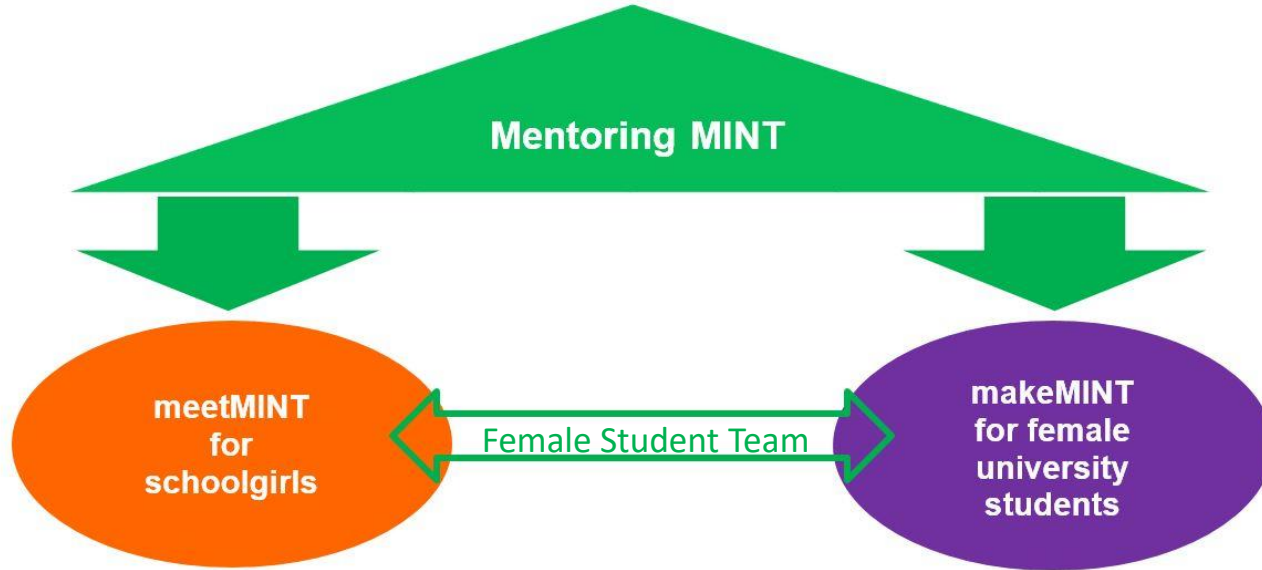 Mentoring MINT
meetMINT
for
schoolgirls
Female Student Team
makeMINT
for female
university
students